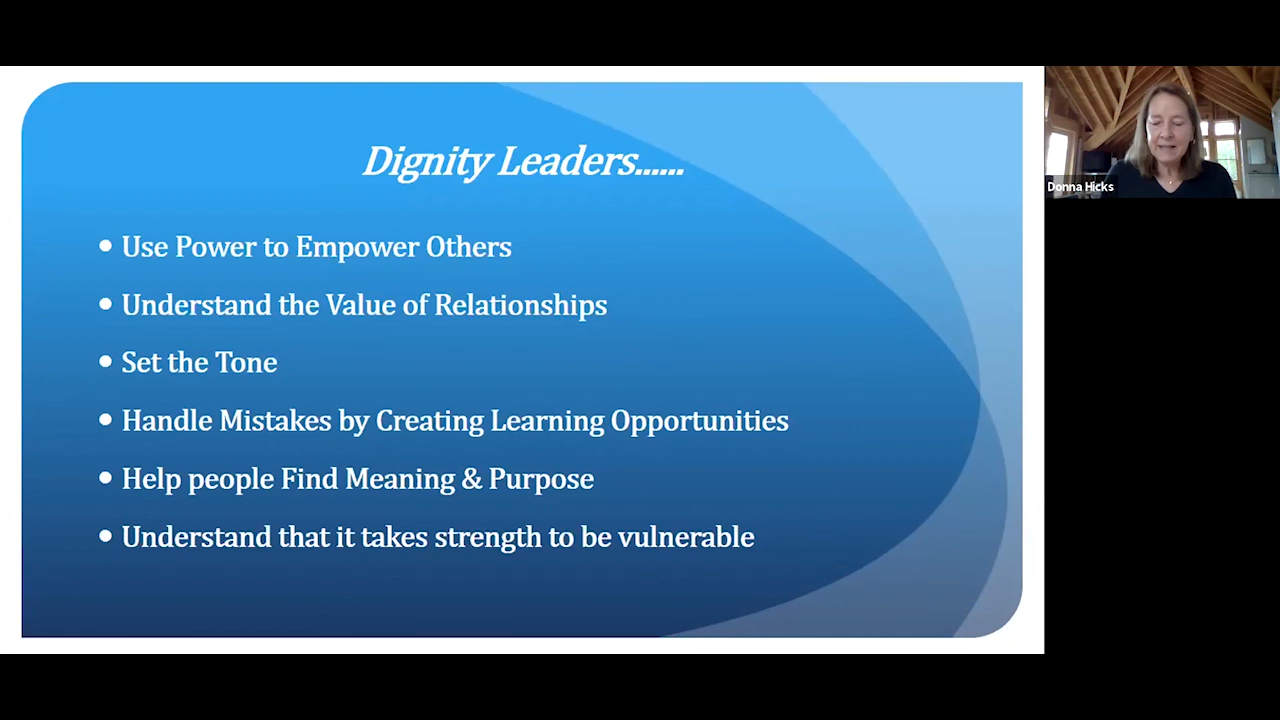 Dignity Leaders......
Use Power to Empower Others
Understand the Value of Relationships
Set the Tone
Handle Mistakes by Creating Learning Opportunities
Help people Find Meaning & Purpose
Understand that it takes strength to be vulnerable
Donna Hicks